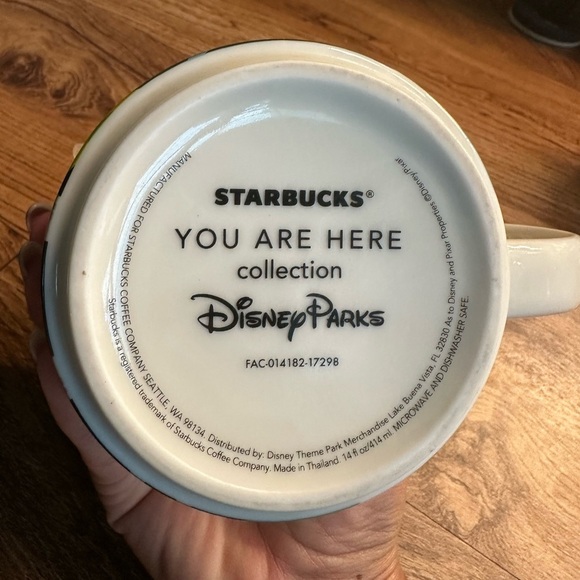 STARBUCKS®
YOU ARE HERE
collection
Disney Parks
FAC-014182-17298
MANUFACTURED FOR STARBUCKS COFFEE COMPANY SEATTLE, WA 98134. Distributed by: Disney Theme Park Merchandise Lake Buena Vista, FL 32830 As to Disney and Pixar Properties ©Disney/Pixar
Starbucks is a registered trademark of Starbucks Coffee Company. Made in Thailand 14 fl oz/414 ml MICROWAVE AND DISHWASHER SAFE.